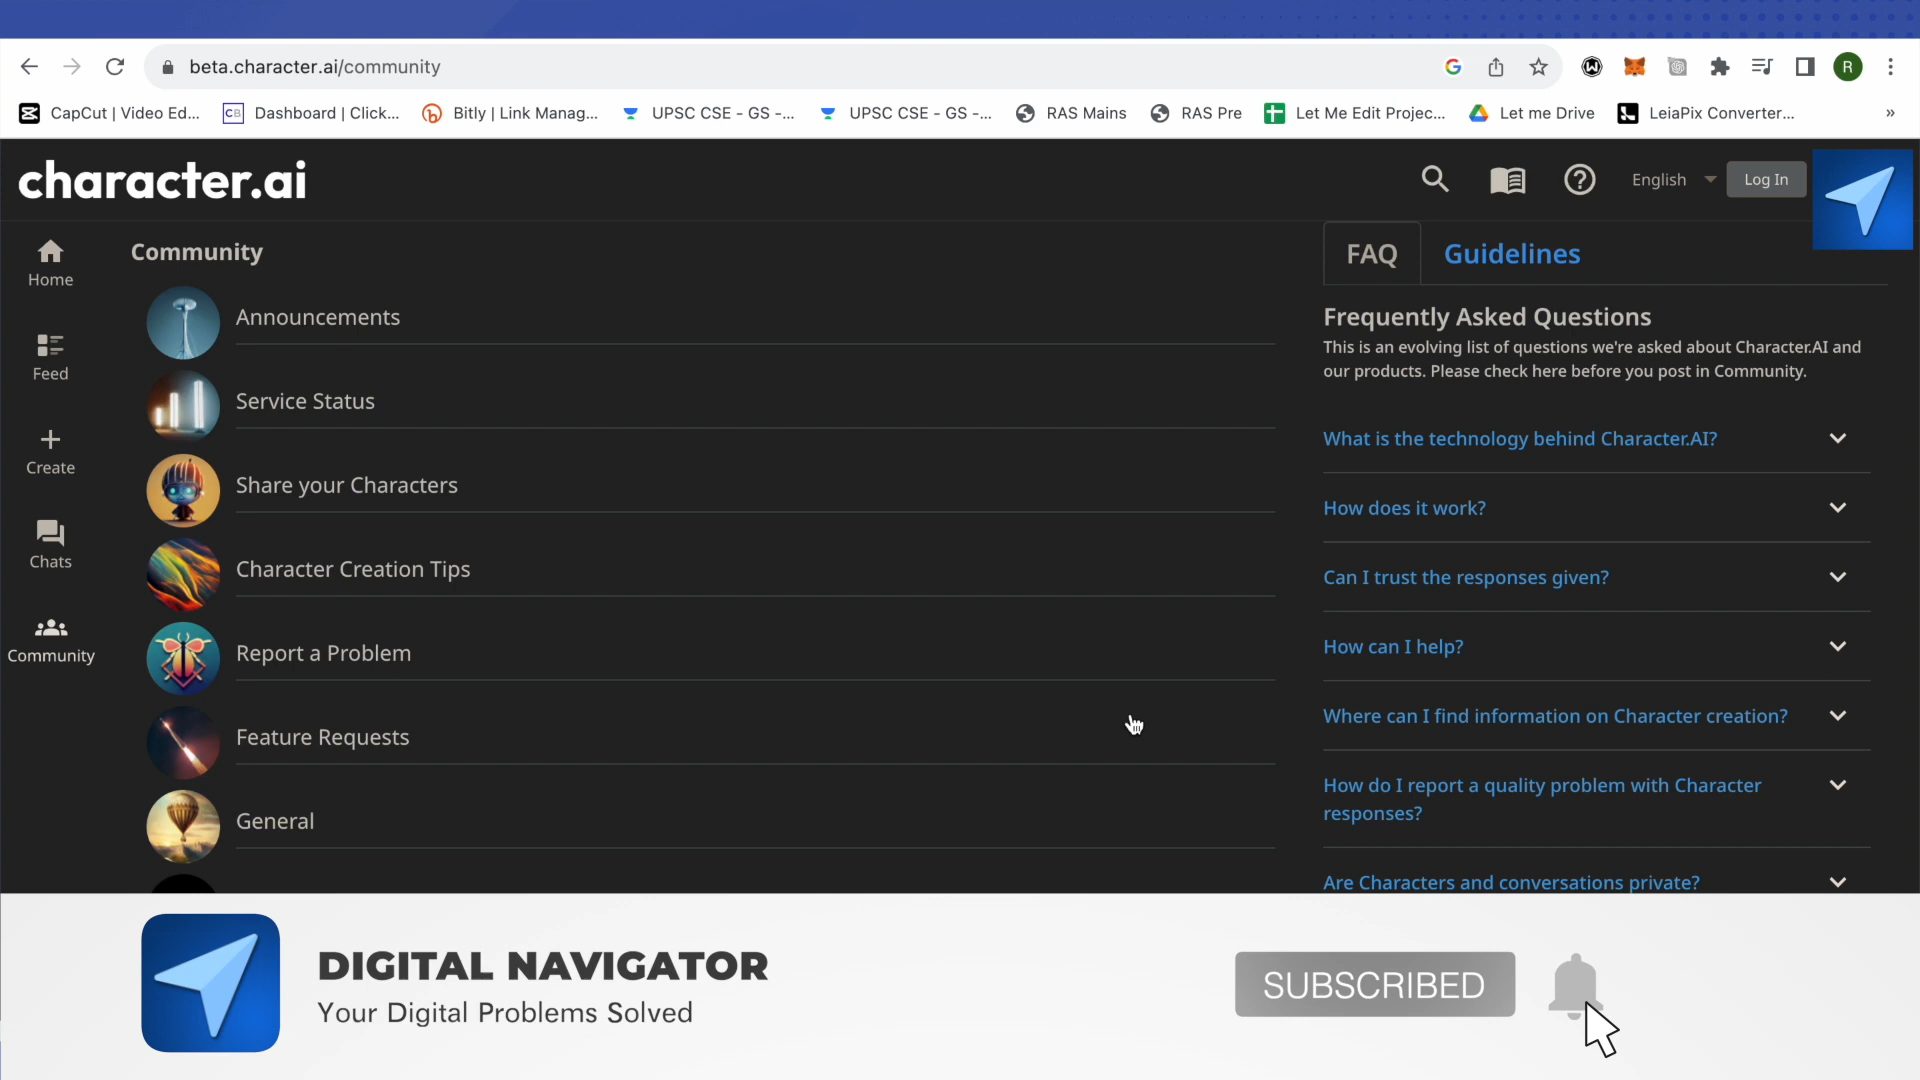 beta.character.ai/community
R
CapCut | Video Ed...
CB
Dashboard | Click...
Bitly | Link Manag...
UPSC CSE - GS -...
UPSC CSE - GS -...
RAS Mains
RAS Pre
Let Me Edit Projec...
Let me Drive
LeiaPix Converter...
»
character.ai
English
Log In
Home
Feed
Create
Chats
Community
Community
Announcements
Service Status
Share your Characters
Character Creation Tips
Report a Problem
Feature Requests
General
FAQ
Guidelines
Frequently Asked Questions
This is an evolving list of questions we're asked about Character.AI and
our products. Please check here before you post in Community.
What is the technology behind Character.AI?
How does it work?
Can I trust the responses given?
How can I help?
Where can I find information on Character creation?
How do I report a quality problem with Character
responses?
Are Characters and conversations private?
DIGITAL NAVIGATOR
Your Digital Problems Solved
SUBSCRIBED